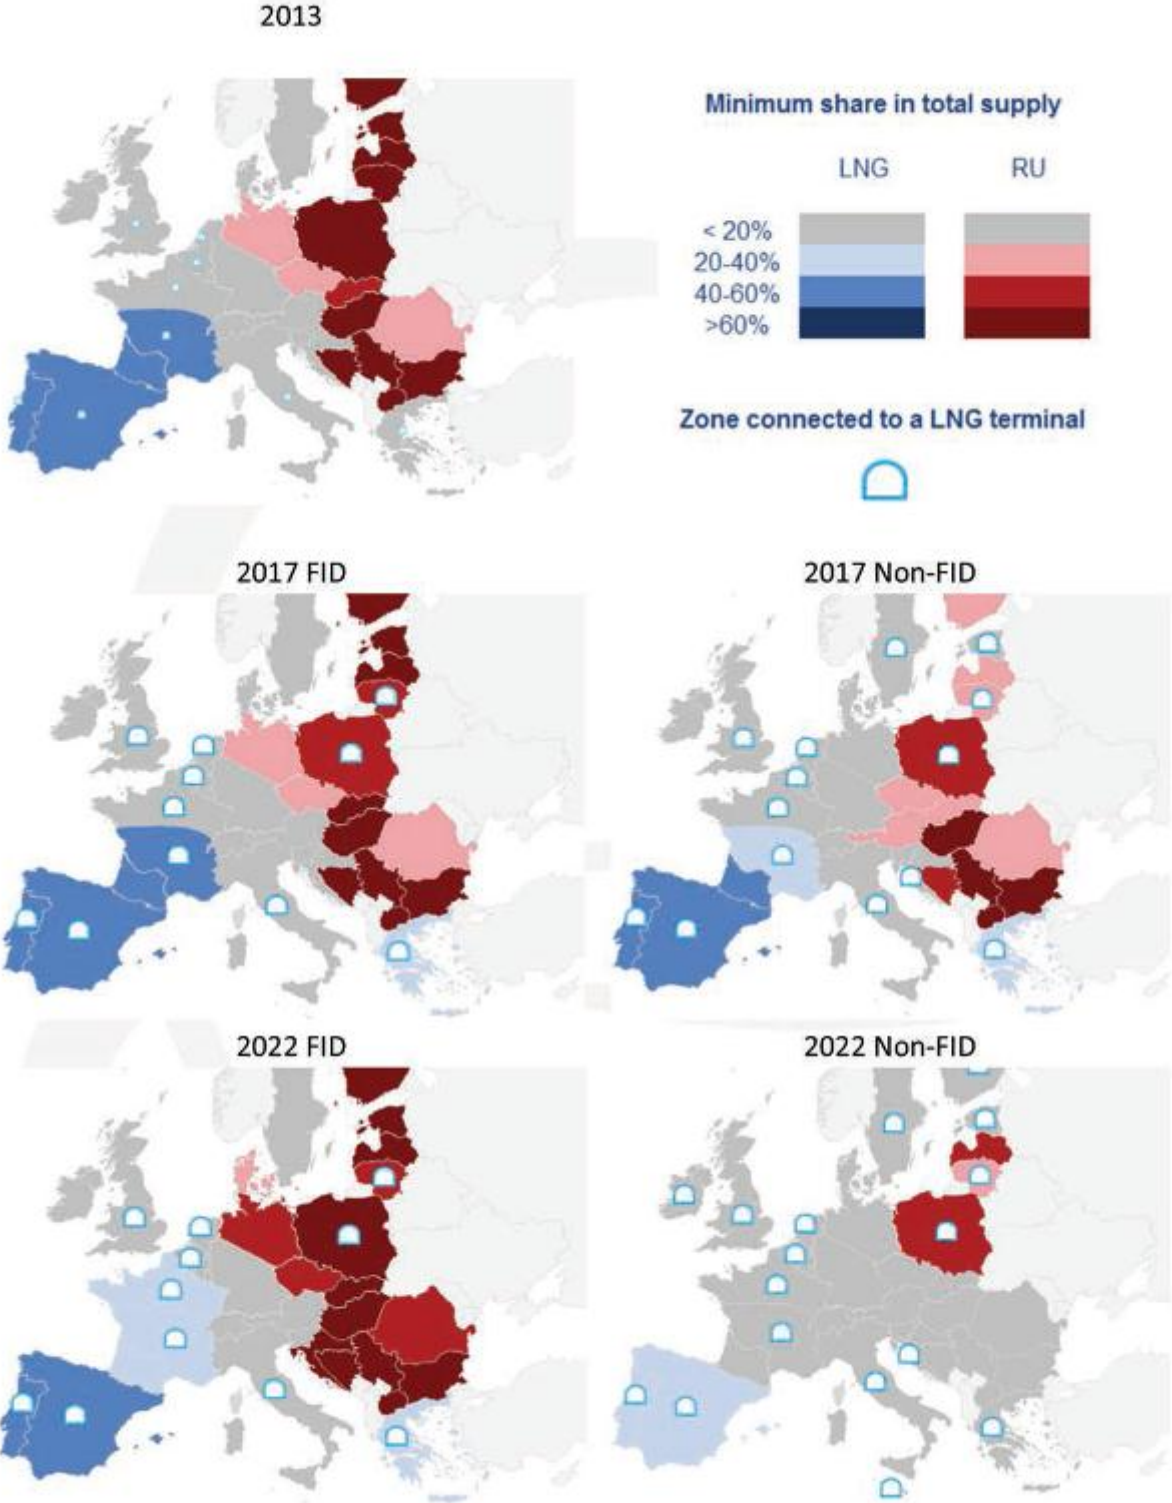 2013
Minimum share in total supply
LNG RU
< 20%
20-40%
40-60%
>60%
Zone connected to a LNG terminal
2017 FID 2017 Non-FID
2022 FID 2022 Non-FID